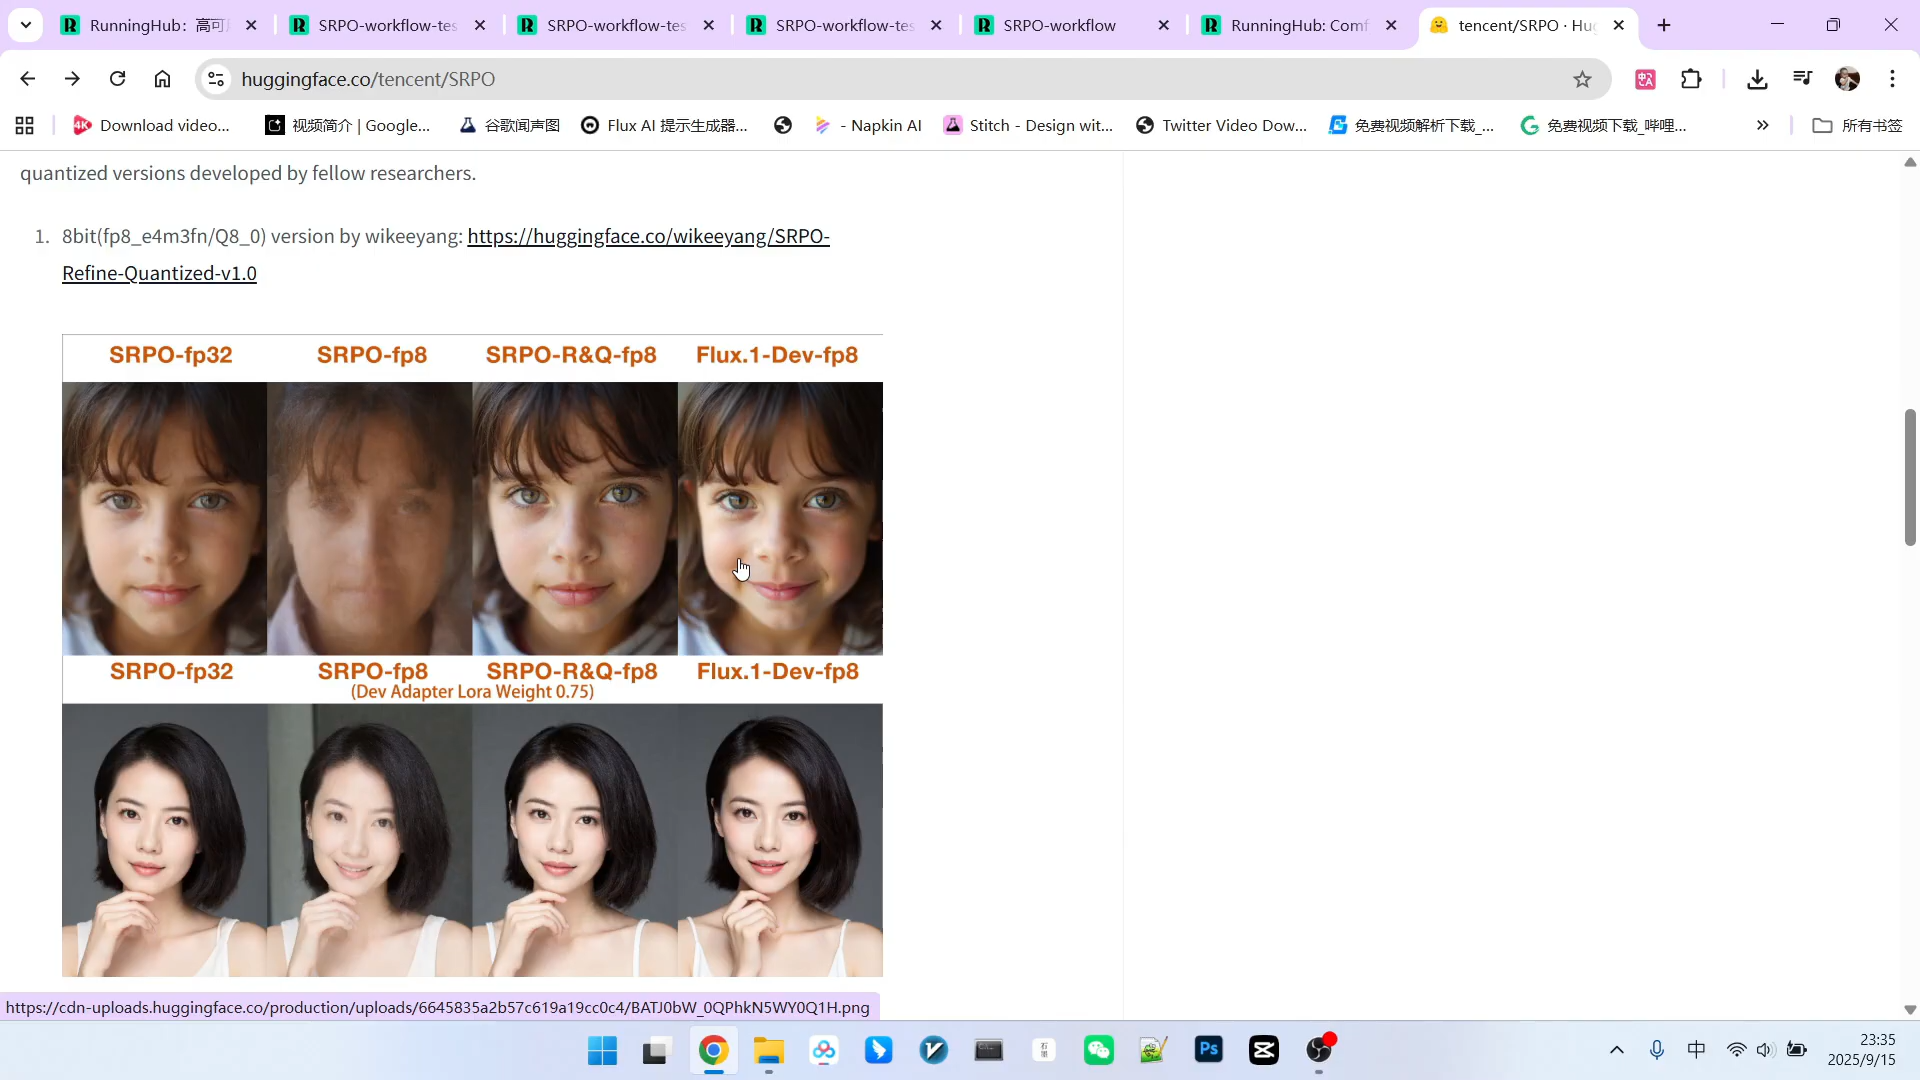 RunningHub: 高可
SRPO-workflow-tes
SRPO-workflow-tes
SRPO-workflow-tes
SRPO-workflow
RunningHub: Comf
tencent/SRPO · Hug
huggingface.co/tencent/SRPO
Download video...
视频简介 | Google...
谷歌闻声图
Flux AI 提示生成器...
- Napkin AI
Stitch - Design wit...
Twitter Video Dow...
免费视频解析下载_...
免费视频下载_哔哩...
所有书签
quantized versions developed by fellow researchers.
1. 8bit(fp8_e4m3fn/Q8_0) version by wikeeyang: https://huggingface.co/wikeeyang/SRPO-
Refine-Quantized-v1.0
SRPO-fp32 SRPO-fp8 SRPO-R&Q-fp8 Flux.1-Dev-fp8
SRPO-fp32 SRPO-fp8 SRPO-R&Q-fp8 Flux.1-Dev-fp8
(Dev Adapter Lora Weight 0.75)
https://cdn-uploads.huggingface.co/production/uploads/6645835a2b57c619a19cc0c4/BATJ0bW_0QPhkN5WY0Q1H.png
Ps
中
23:35
2025/9/15